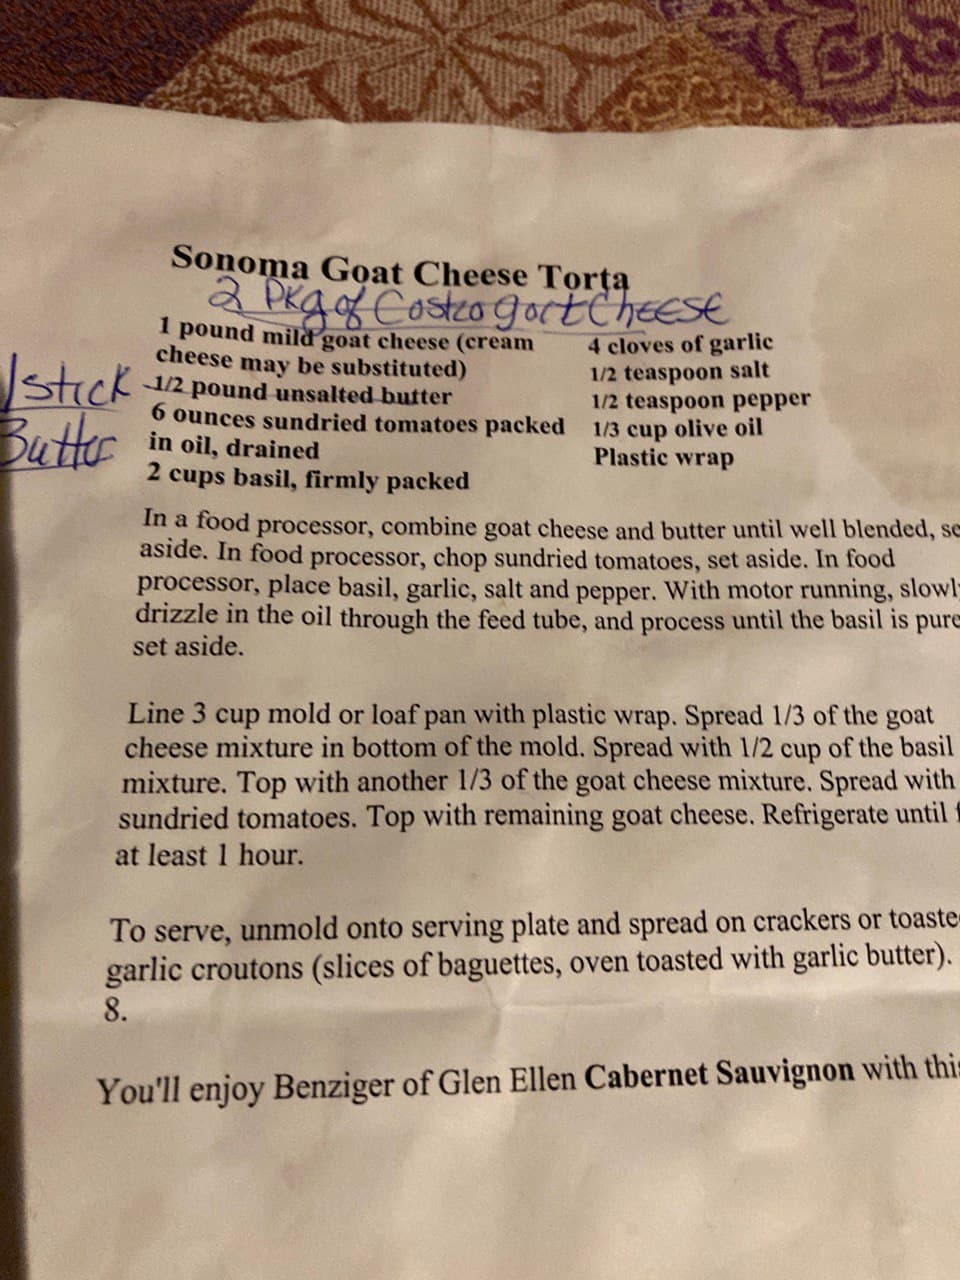 Sonoma Goat Cheese Torta
2 Pkg of Costco goat Cheese
1 pound mild goat cheese (cream
cheese may be substituted)
1 stick
1/2 pound unsalted butter
Butter
6 ounces sundried tomatoes packed
in oil, drained
2 cups basil, firmly packed
4 cloves of garlic
1/2 teaspoon salt
1/2 teaspoon pepper
1/3 cup olive oil
Plastic wrap
In a food processor, combine goat cheese and butter until well blended, se
aside. In food processor, chop sundried tomatoes, set aside. In food
processor, place basil, garlic, salt and pepper. With motor running, slowl
drizzle in the oil through the feed tube, and process until the basil is pure
set aside.
Line 3 cup mold or loaf pan with plastic wrap. Spread 1/3 of the goat
cheese mixture in bottom of the mold. Spread with 1/2 cup of the basil
mixture. Top with another 1/3 of the goat cheese mixture. Spread with
sundried tomatoes. Top with remaining goat cheese. Refrigerate until f
at least 1 hour.
To serve, unmold onto serving plate and spread on crackers or toaste
garlic croutons (slices of baguettes, oven toasted with garlic butter).
8.
You'll enjoy Benziger of Glen Ellen Cabernet Sauvignon with this